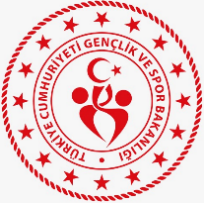 TÜRKİYE CUMHURİYETİ GENÇLİK VE SPOR BAKANLIĞI